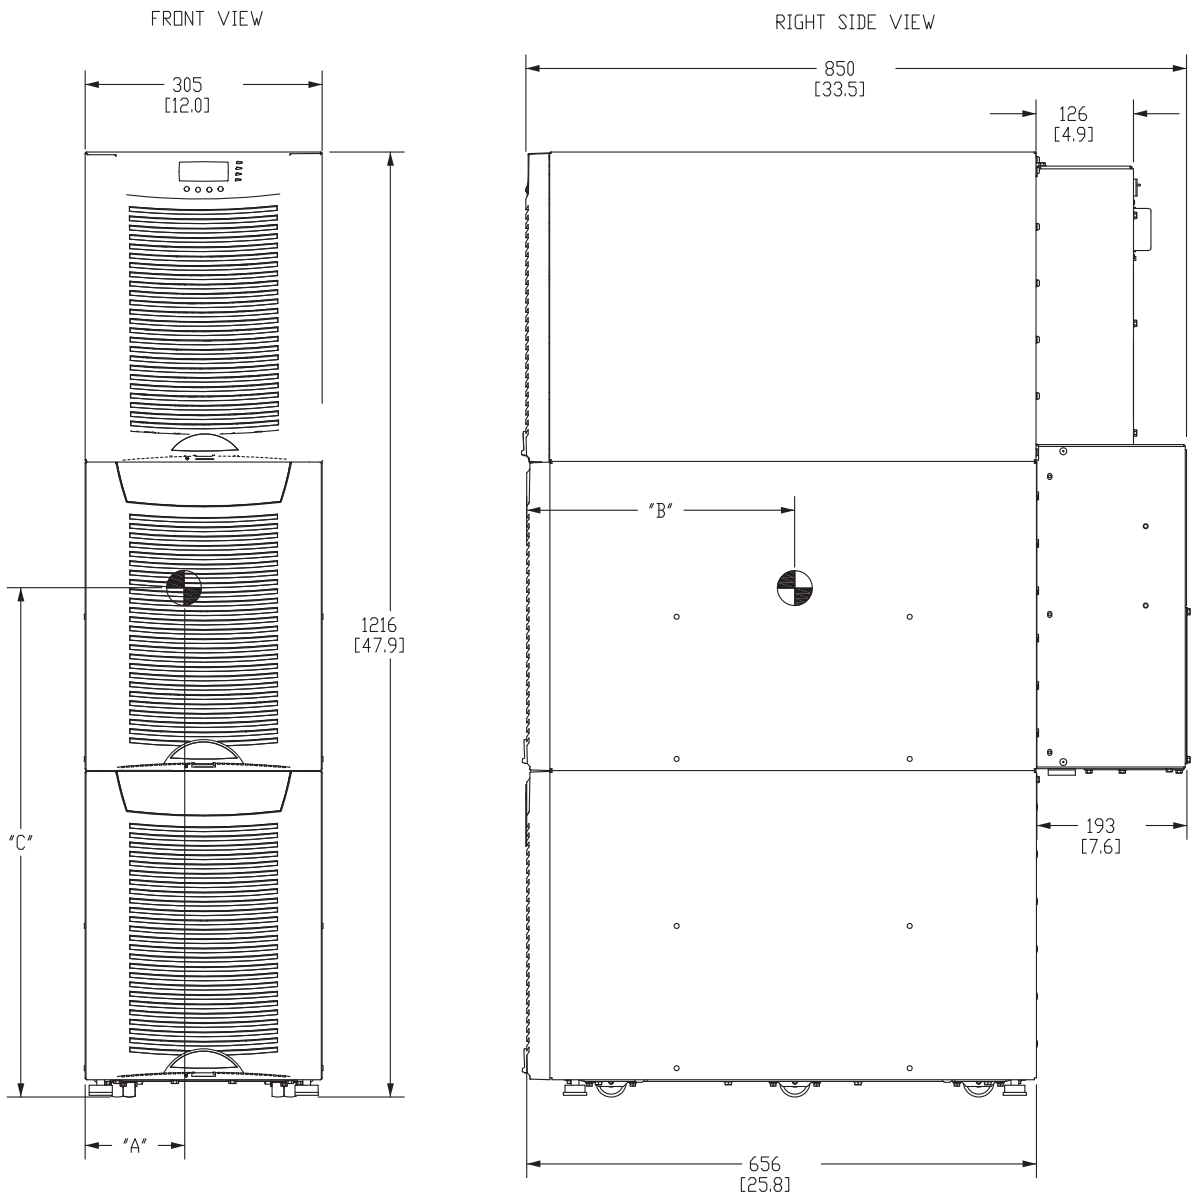 FRONT VIEW
RIGHT SIDE VIEW
305
[12.0]
850
[33.5]
126
[4.9]
"B"
1216
[47.9]
"C"
193
[7.6]
"A"
656
[25.8]